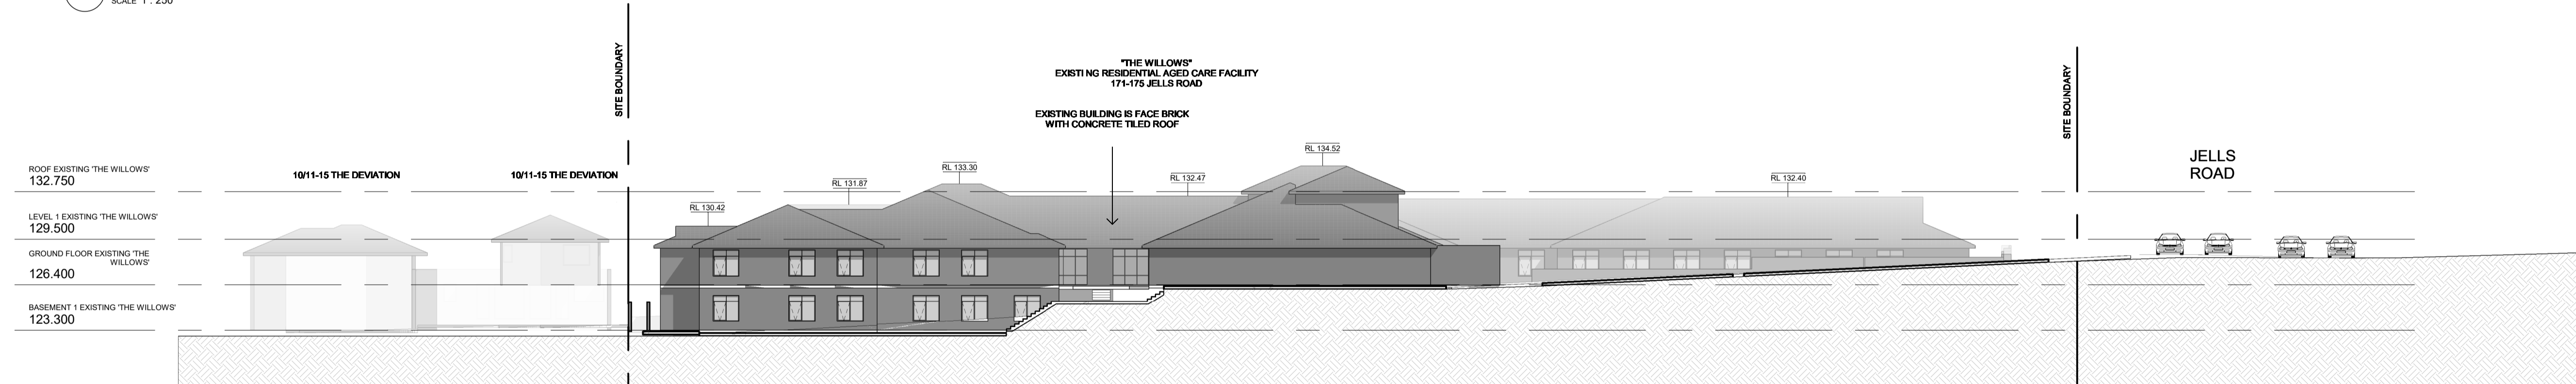 SCALE 1 : 250
SITE BOUNDARY
"THE WILLOWS"
EXISTING RESIDENTIAL AGED CARE FACILITY
171-175 JELLS ROAD
EXISTING BUILDING IS FACE BRICK
WITH CONCRETE TILED ROOF
SITE BOUNDARY
JELLS
ROAD
ROOF EXISTING 'THE WILLOWS'
132.750
10/11-15 THE DEVIATION
10/11-15 THE DEVIATION
RL 130.42
RL 131.87
RL 133.30
RL 132.47
RL 134.52
RL 132.40
LEVEL 1 EXISTING 'THE WILLOWS'
129.500
GROUND FLOOR EXISTING 'THE
WILLOWS'
126.400
BASEMENT 1 EXISTING 'THE WILLOWS'
123.300